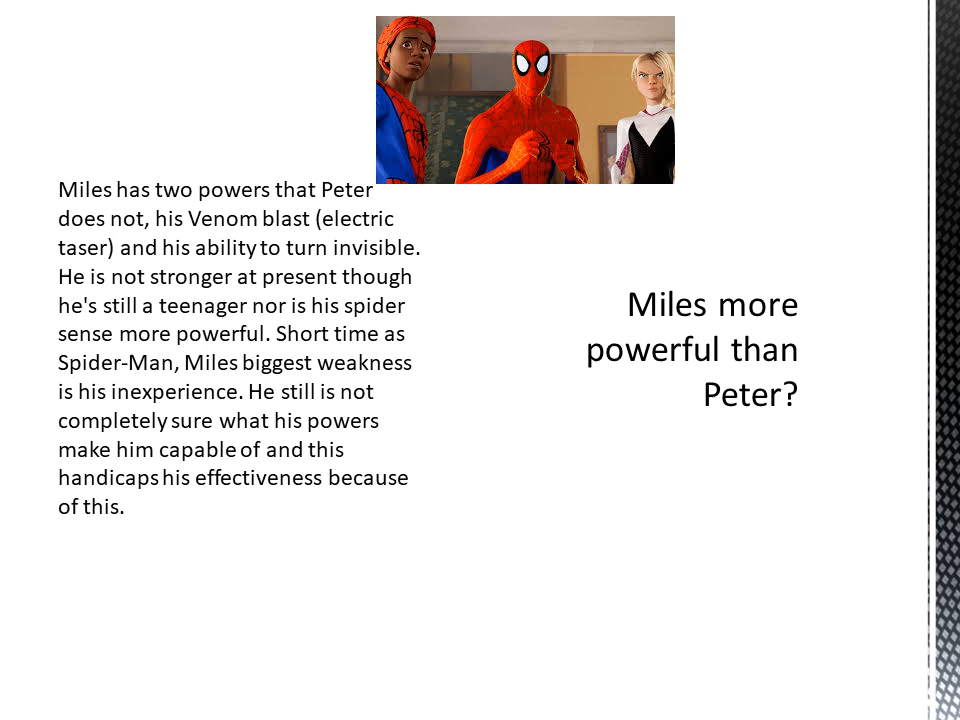 Miles has two powers that Peter
does not, his Venom blast (electric
taser) and his ability to turn invisible.
He is not stronger at present though
he's still a teenager nor is his spider
sense more powerful. Short time as
Spider-Man, Miles biggest weakness
is his inexperience. He still is not
completely sure what his powers
make him capable of and this
handicaps his effectiveness because
of this.
Miles more
powerful than
Peter?